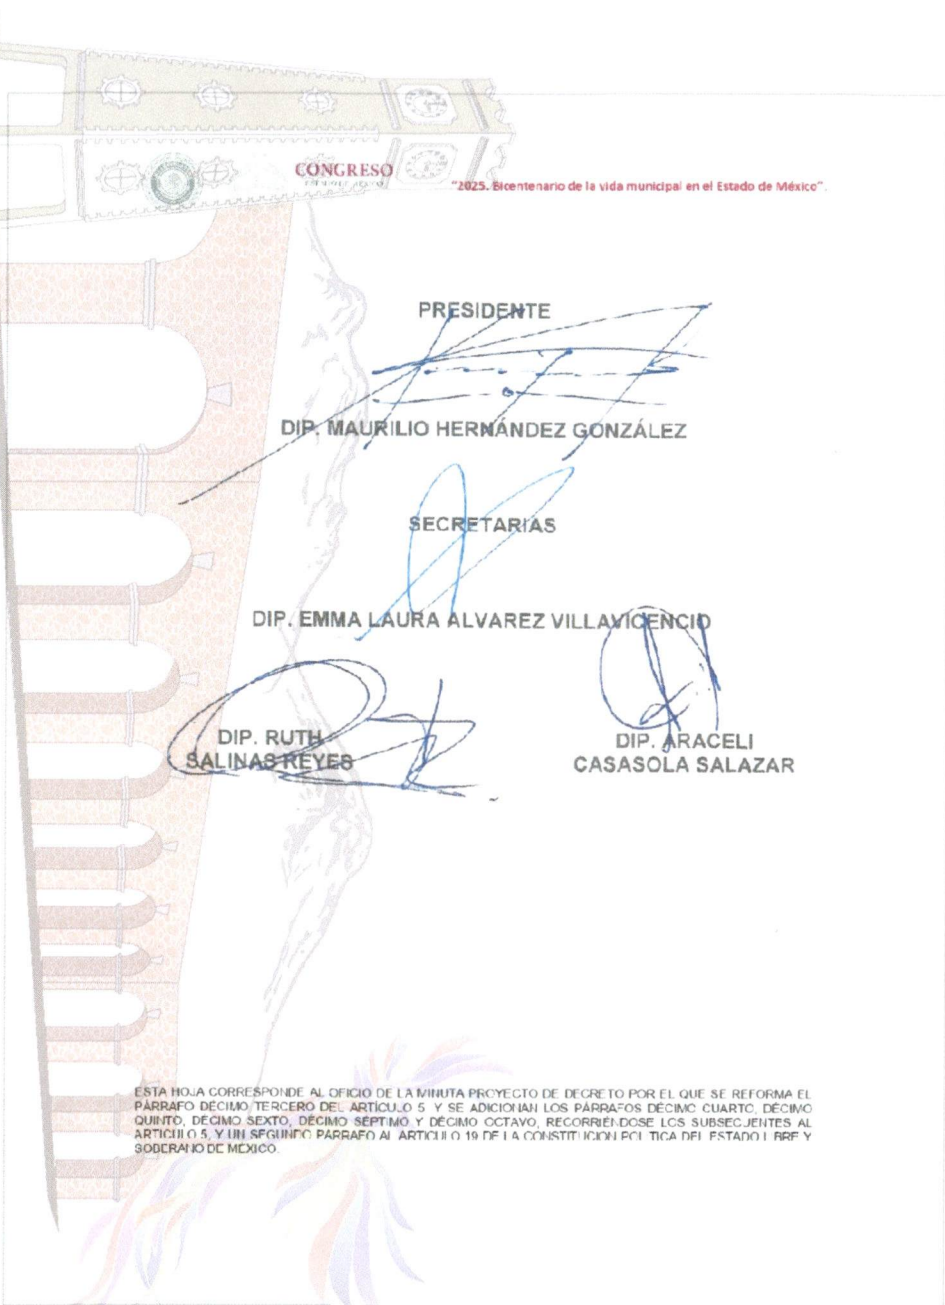 CONGRESO
"2025. Bicentenario de la vida municipal en el Estado de México".
PRESIDENTE
DIP. MAURILIO HERNÁNDEZ GONZÁLEZ
SECRETARIAS
DIP. EMMA LAURA ALVAREZ VILLAVICENCIO
DIP. RUTH
SALINAS REYES
DIP. ARACELI
CASASOLA SALAZAR
ESTA HOJA CORRESPONDE AL OFICIO DE LA MINUTA PROYECTO DE DECRETO POR EL QUE SE REFORMA EL
PÁRRAFO DÉCIMO TERCERO DEL ARTÍCULO 5 Y SE ADICIONAN LOS PÁRRAFOS DÉCIMO CUARTO, DÉCIMO
QUINTO, DÉCIMO SEXTO, DÉCIMO SÉPTIMO Y DÉCIMO OCTAVO, RECORRIÉNDOSE LOS SUBSECUENTES AL
ARTÍCULO 5, Y UN SEGUNDO PÁRRAFO AL ARTÍCULO 19 DE LA CONSTITUCIÓN POLÍTICA DEL ESTADO LIBRE Y
SOBERANO DE MÉXICO.